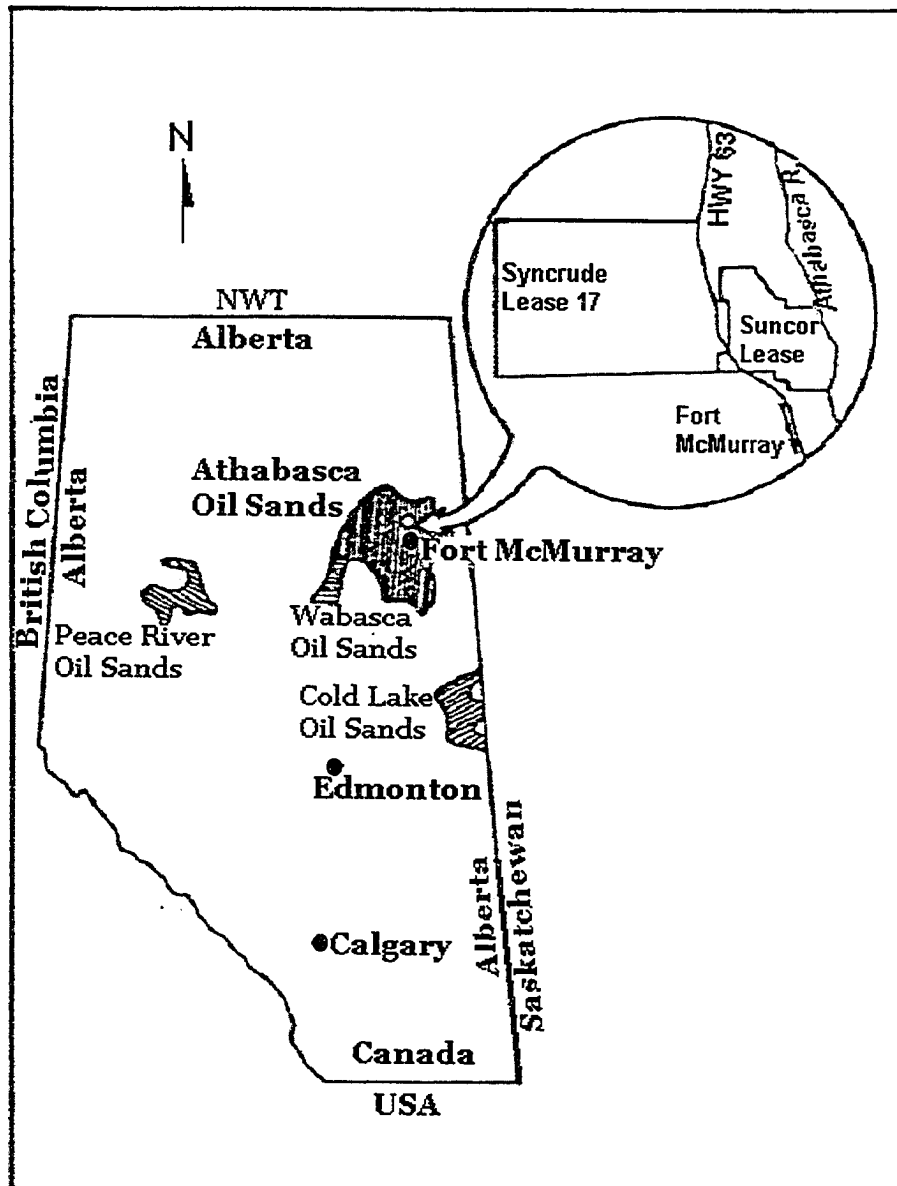 N
HWY 63
Athabasca R.
Syncrude
Lease 17
Suncor
Lease
Fort
McMurray
NWT
Alberta
British Columbia
Alberta
Athabasca
Oil Sands
Fort McMurray
Peace River
Oil Sands
Wabasca
Oil Sands
Cold Lake
Oil Sands
Edmonton
Calgary
Alberta
Saskatchewan
Canada
USA